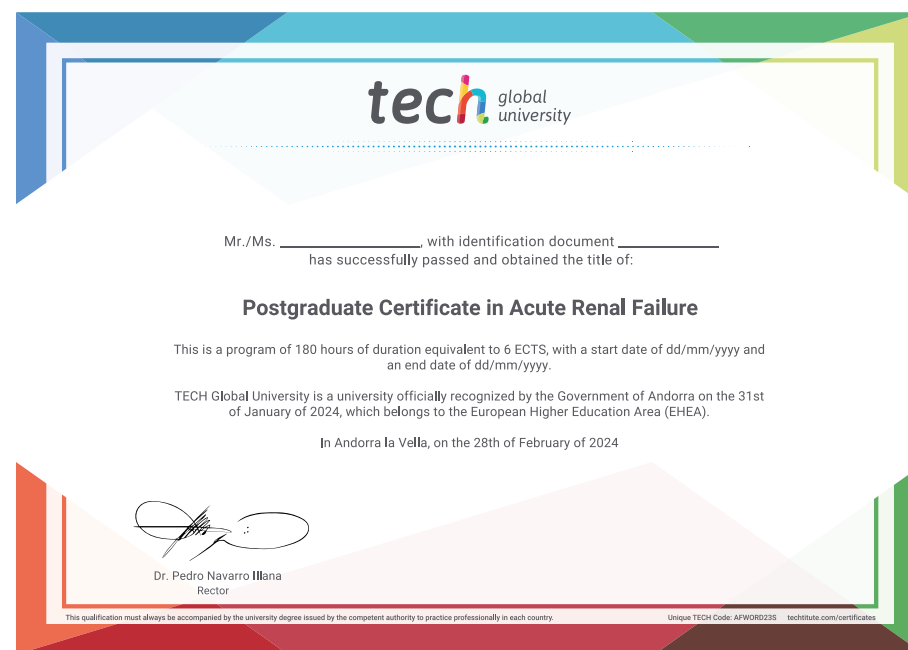 tech global university
Mr./Ms. ____________________, with identification document ______________
has successfully passed and obtained the title of:
Postgraduate Certificate in Acute Renal Failure
This is a program of 180 hours of duration equivalent to 6 ECTS, with a start date of dd/mm/yyyy and
an end date of dd/mm/yyyy.
TECH Global University is a university officially recognized by the Government of Andorra on the 31st
of January of 2024, which belongs to the European Higher Education Area (EHEA).
In Andorra la Vella, on the 28th of February of 2024
Dr. Pedro Navarro Illana
Rector
This qualification must always be accompanied by the university degree issued by the competent authority to practice professionally in each country.
Unique TECH Code: AFWORD23S techtitute.com/certificates